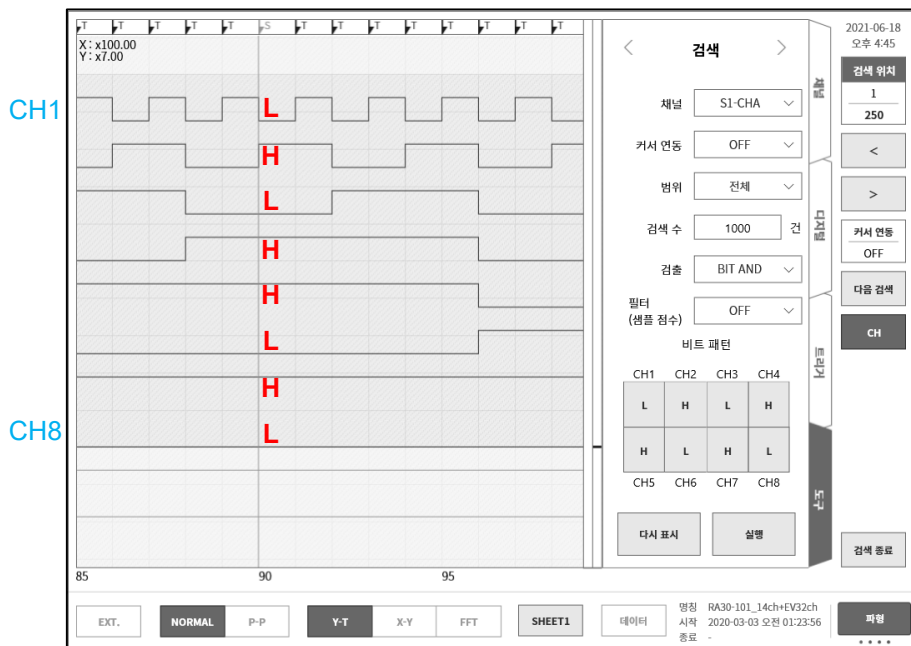 T T T T T S T T T T T T T T
X : x100.00
Y : x7.00
CH1
L
H
L
H
H
L
H
L
CH8
85 90 95
< 검색 >
채널 S1-CHA
커서 연동 OFF
범위 전체
검색 수 1000 건
검출 BIT AND
필터
(샘플 점수) OFF
비트 패턴
CH1 CH2 CH3 CH4
L H L H
H L H L
CH5 CH6 CH7 CH8
다시 표시 실행
채널
디지털
트리거
도구
2021-06-18
오후 4:45
검색 위치
1
250
<
>
커서 연동
OFF
다음 검색
CH
검색 종료
EXT. NORMAL P-P Y-T X-Y FFT SHEET1 데이터
명칭 RA30-101_14ch+EV32ch
시작 2020-03-03 오전 01:23:56
종료 -
파형